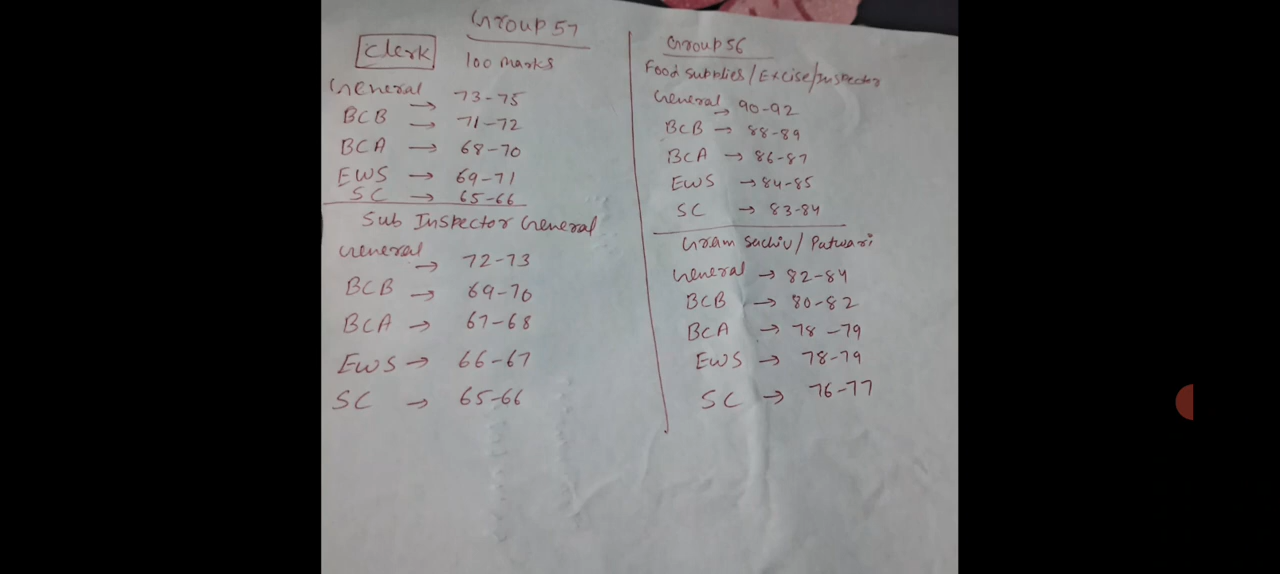 Group 57
Clerk
100 marks
General → 73-75
BCB → 71-72
BCA → 68-70
EWS → 69-71
SC → 65-66
Sub Inspector General
General → 72-73
BCB → 69-70
BCA → 67-68
EWS → 66-67
SC → 65-66
Group 56
Food supplies/Excise/Inspector
General → 90-92
BCB → 88-89
BCA → 86-87
EWS → 84-85
SC → 83-84
Gram Sachiv/Patwari
General → 82-84
BCB → 80-82
BCA → 78-79
EWS → 78-79
SC → 76-77